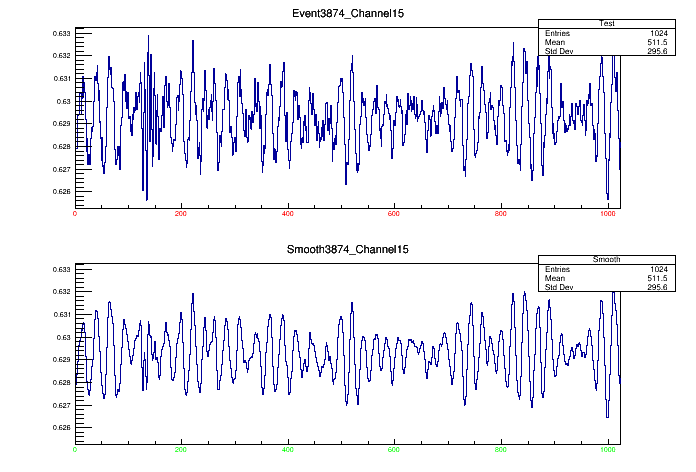 Event3874_Channel15
Test
Entries 1024
Mean 511.5
Std Dev 295.6
0.633
0.632
0.631
0.63
0.629
0.628
0.627
0.626
0 200 400 600 800 1000
Smooth3874_Channel15
Smooth
Entries 1024
Mean 511.5
Std Dev 295.6
0.633
0.632
0.631
0.63
0.629
0.628
0.627
0.626
0 200 400 600 800 1000